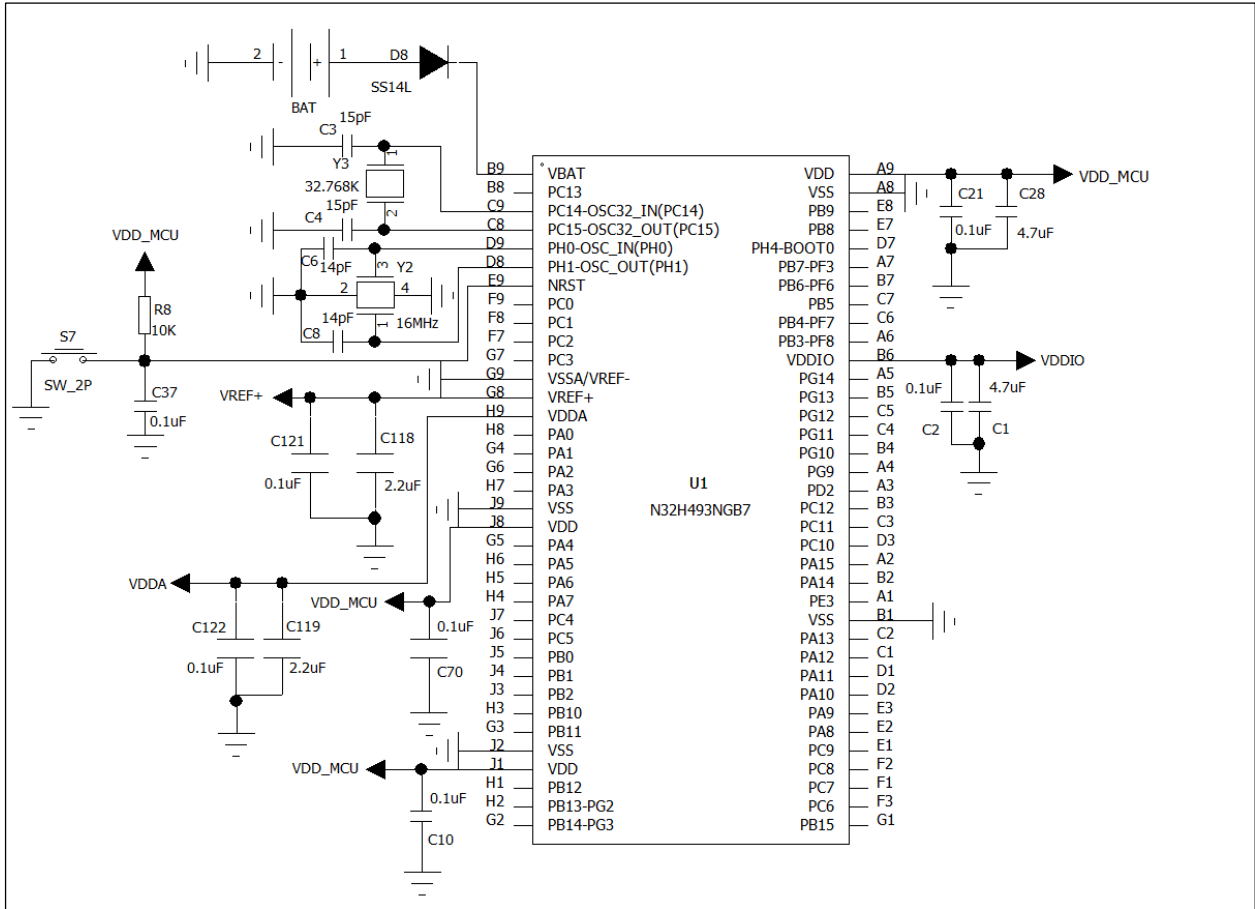 2 - + 1 D8
SS14L
BAT
15pF
C3
Y3
1
32.768K
15pF
C4
2
VDD_MCU
C6
14pF
3
Y2
2
4
14pF
1
16MHz
C8
R8
10K
S7
SW_2P
C37
0.1uF
VREF+
C121
C118
0.1uF
2.2uF
VDDA
C122
C119
0.1uF
2.2uF
VDD_MCU
0.1uF
C70
VDD_MCU
0.1uF
C10
B9 VBAT
B8 PC13
C9 PC14-OSC32_IN(PC14)
C8 PC15-OSC32_OUT(PC15)
D9 PH0-OSC_IN(PH0)
D8 PH1-OSC_OUT(PH1)
E9 NRST
F9 PC0
F8 PC1
F7 PC2
G7 PC3
G9 VSSA/VREF-
G8 VREF+
H9 VDDA
H8 PA0
G4 PA1
G6 PA2
H7 PA3
J9 VSS
J8 VDD
G5 PA4
H6 PA5
H5 PA6
H4 PA7
J7 PC4
J6 PC5
J5 PB0
J4 PB1
J3 PB2
H3 PB10
G3 PB11
J2 VSS
J1 VDD
H1 PB12
H2 PB13-PG2
G2 PB14-PG3
U1
N32H493NGB7
VDD A9
VSS A8
PB9 E8
PB8 E7
PH4-BOOT0 D7
PB7-PF3 A7
PB6-PF6 B7
PB5 C7
PB4-PF7 C6
PB3-PF8 A6
VDDIO B6
PG14 A5
PG13 B5
PG12 C5
PG11 C4
PG10 B4
PG9 A4
PD2 A3
PC12 B3
PC11 C3
PC10 D3
PA15 A2
PA14 B2
PE3 A1
VSS B1
PA13 C2
PA12 C1
PA11 D1
PA10 D2
PA9 E3
PA8 E2
PC9 E1
PC8 F2
PC7 F1
PC6 F3
PB15 G1
VDD_MCU
C21
C28
0.1uF
4.7uF
VDDIO
0.1uF
4.7uF
C2
C1